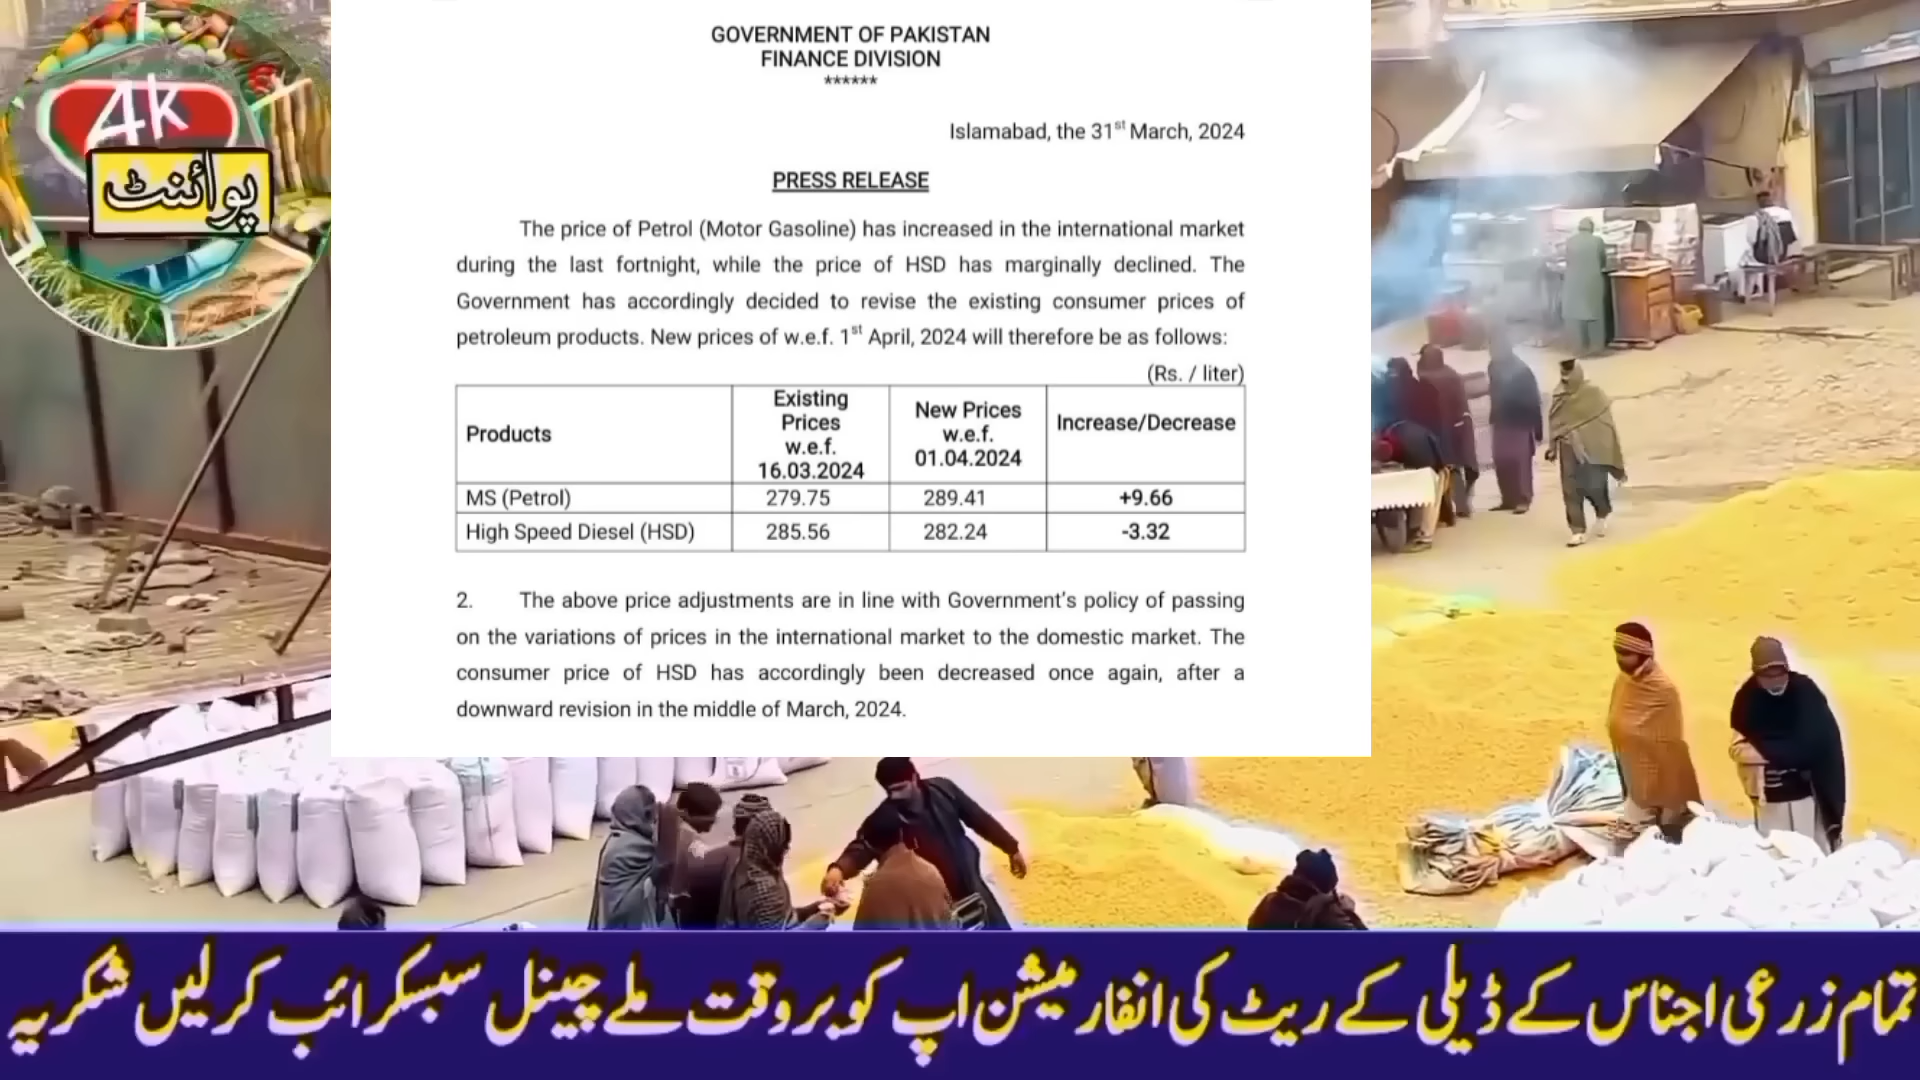 4k
پوائنٹ
GOVERNMENT OF PAKISTAN
FINANCE DIVISION
******
Islamabad, the 31st March, 2024
PRESS RELEASE
The price of Petrol (Motor Gasoline) has increased in the international market
during the last fortnight, while the price of HSD has marginally declined. The
Government has accordingly decided to revise the existing consumer prices of
petroleum products. New prices of w.e.f. 1st April, 2024 will therefore be as follows:
(Rs. / liter)
Products
Existing
Prices
w.e.f.
16.03.2024
New Prices
w.e.f.
01.04.2024
Increase/Decrease
MS (Petrol) 279.75 289.41 +9.66
High Speed Diesel (HSD) 285.56 282.24 -3.32
2. The above price adjustments are in line with Government's policy of passing
on the variations of prices in the international market to the domestic market. The
consumer price of HSD has accordingly been decreased once again, after a
downward revision in the middle of March, 2024.
تمام زرعی اجناس کے ڈیلی کے ریٹ کی انفارمیشن اپ کو بروقت ملے چینل سبسکرائب کر لیں شکریہ